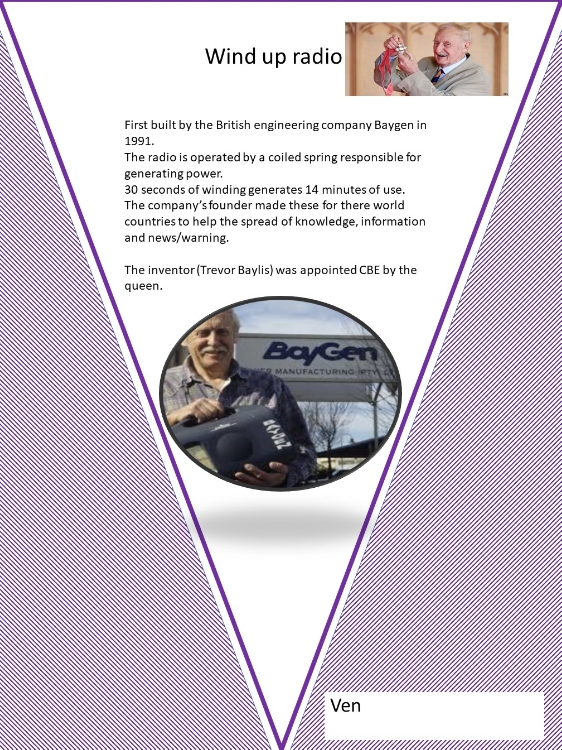 Wind up radio
First built by the British engineering company Baygen in
1991.
The radio is operated by a coiled spring responsible for
generating power.
30 seconds of winding generates 14 minutes of use.
The company's founder made these for there world
countries to help the spread of knowledge, information
and news/warning.
The inventor (Trevor Baylis) was appointed CBE by the
queen.
BayGen
ER MANUFACTURING PTY L
Ven